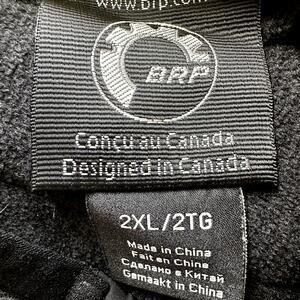 www.brp.com
BRP
Conçu au Canada
Designed in Canada
2XL/2TG
Made in China
Fait en Chine
Сделано в Китай
Gemaakt in China